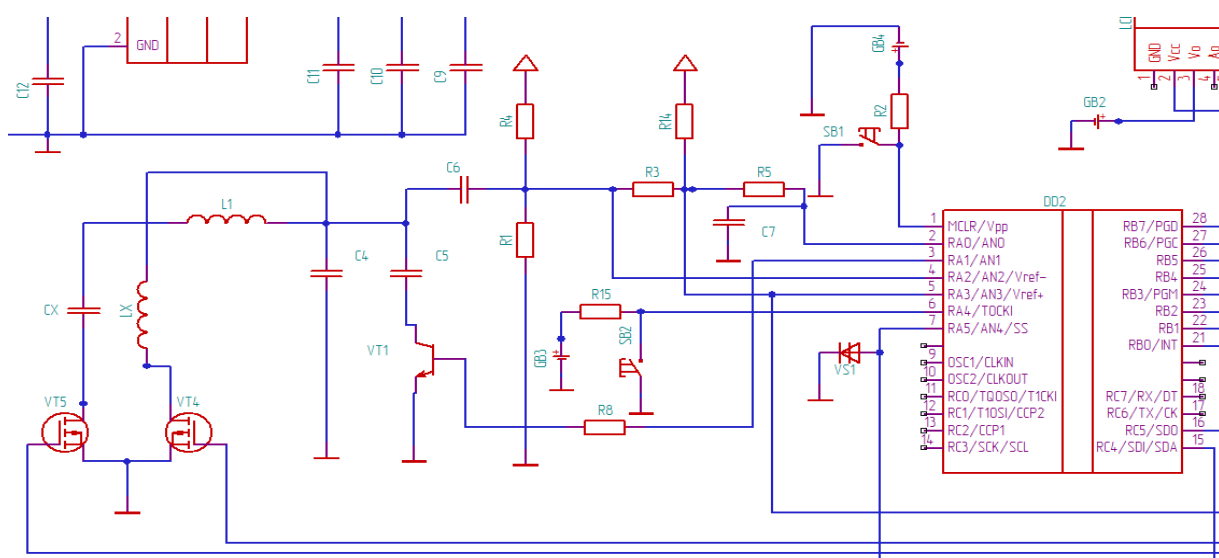 2 GND
C12
C11
C10
C9
R4
R14
GB4
+
R2
SB1
GB2
+
LCI
GND
Vcc
Vo
Ao
1
2
3
4
C6
R3
R5
L1
R1
C7
C4
C5
CX
LX
R15
SB2
VT1
GB3
+
VS1
R8
VT5
VT4
DD2
1 MCLR/Vpp RB7/PGD 28
2 RA0/AN0 RB6/PGC 27
3 RA1/AN1 RB5 26
4 RA2/AN2/Vref- RB4 25
5 RA3/AN3/Vref+ RB3/PGM 24
6 RA4/TOCKI RB2 23
7 RA5/AN4/SS RB1 22
RB0/INT 21
9 OSC1/CLKIN
10 OSC2/CLKOUT
11 RC0/TQOSO/T1CKI RC7/RX/DT 18
12 RC1/T1OSI/CCP2 RC6/TX/CK 17
13 RC2/CCP1 RC5/SDO 16
14 RC3/SCK/SCL RC4/SDI/SDA 15